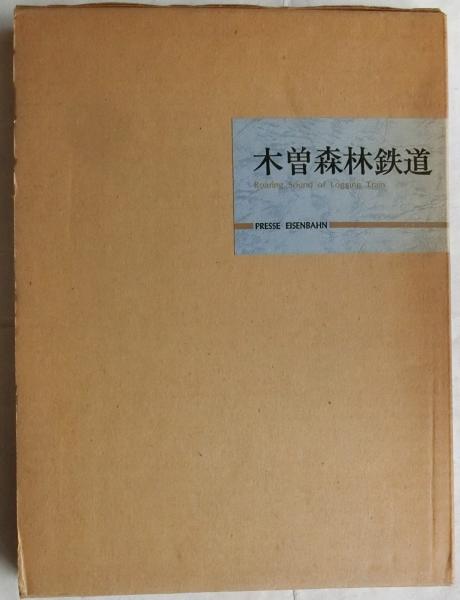 木曽森林鉄道
Roaring Sound of Logging Train
PRESSE EISENBAHN